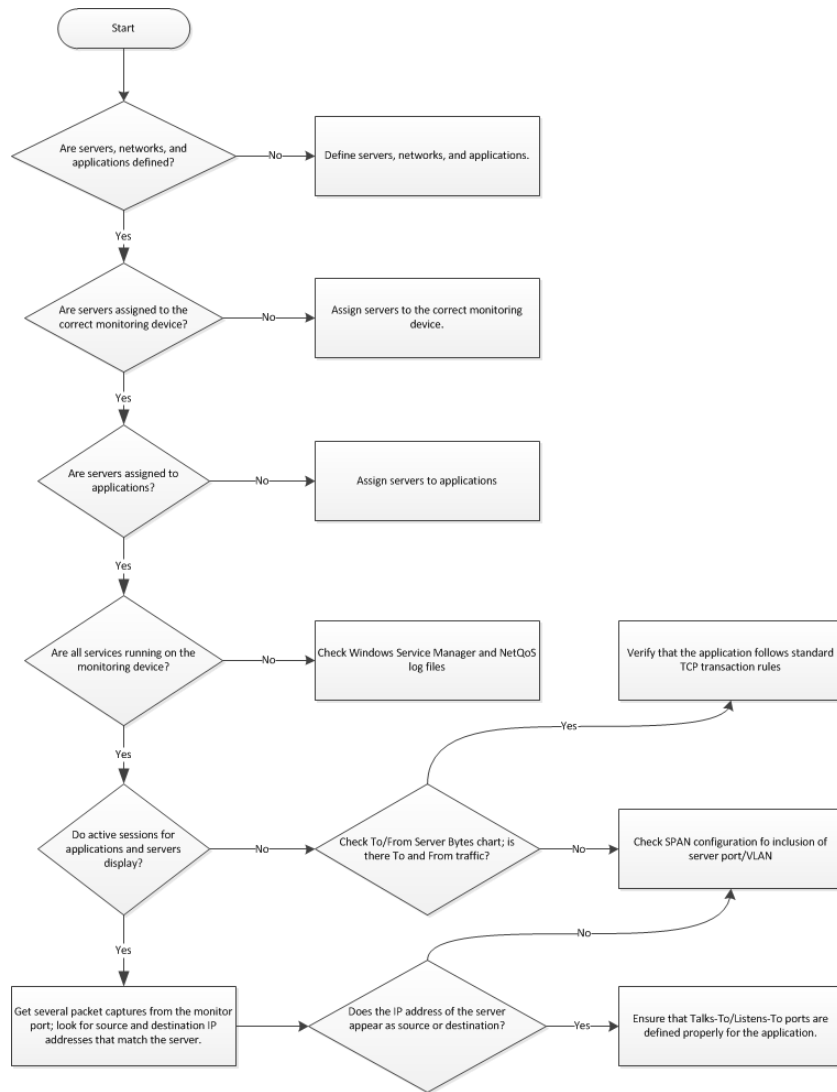 Start
Are servers, networks, and
applications defined?
No
Define servers, networks, and applications.
Yes
Are servers assigned to the
correct monitoring device?
No
Assign servers to the correct monitoring
device.
Yes
Are servers assigned to
applications?
No
Assign servers to applications
Yes
Are all services running on the
monitoring device?
No
Check Windows Service Manager and NetQoS
log files
Verify that the application follows standard
TCP transaction rules
Yes
Yes
Do active sessions for
applications and servers
display?
No
Check To/From Server Bytes chart; is
there To and From traffic?
No
Check SPAN configuration fo inclusion of
server port/VLAN
Yes
No
Get several packet captures from the monitor
port; look for source and destination IP
addresses that match the server.
Does the IP address of the server
appear as source or destination?
Yes
Ensure that Talks-To/Listens-To ports are
defined properly for the application.